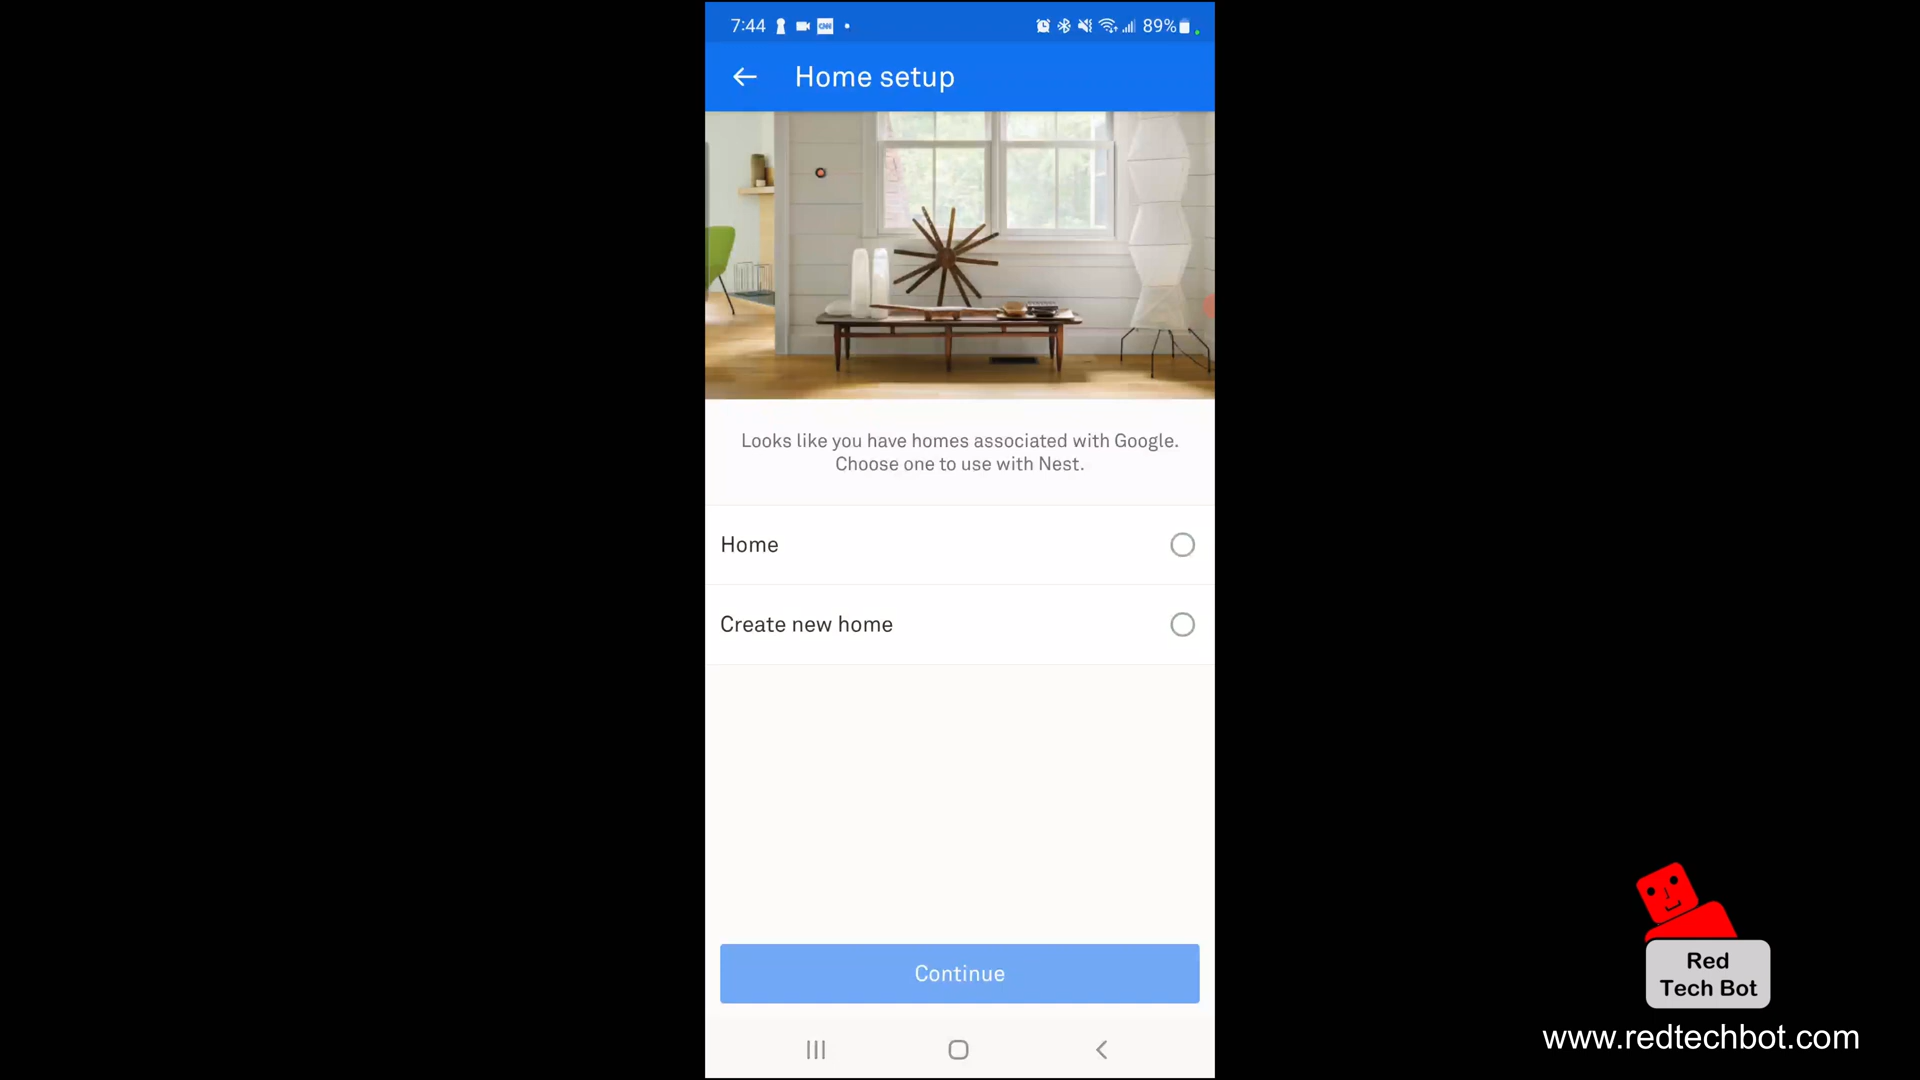 7:44
CNN
89%
Home setup
Looks like you have homes associated with Google.
Choose one to use with Nest.
Home
Create new home
Continue
Red
Tech Bot
www.redtechbot.com